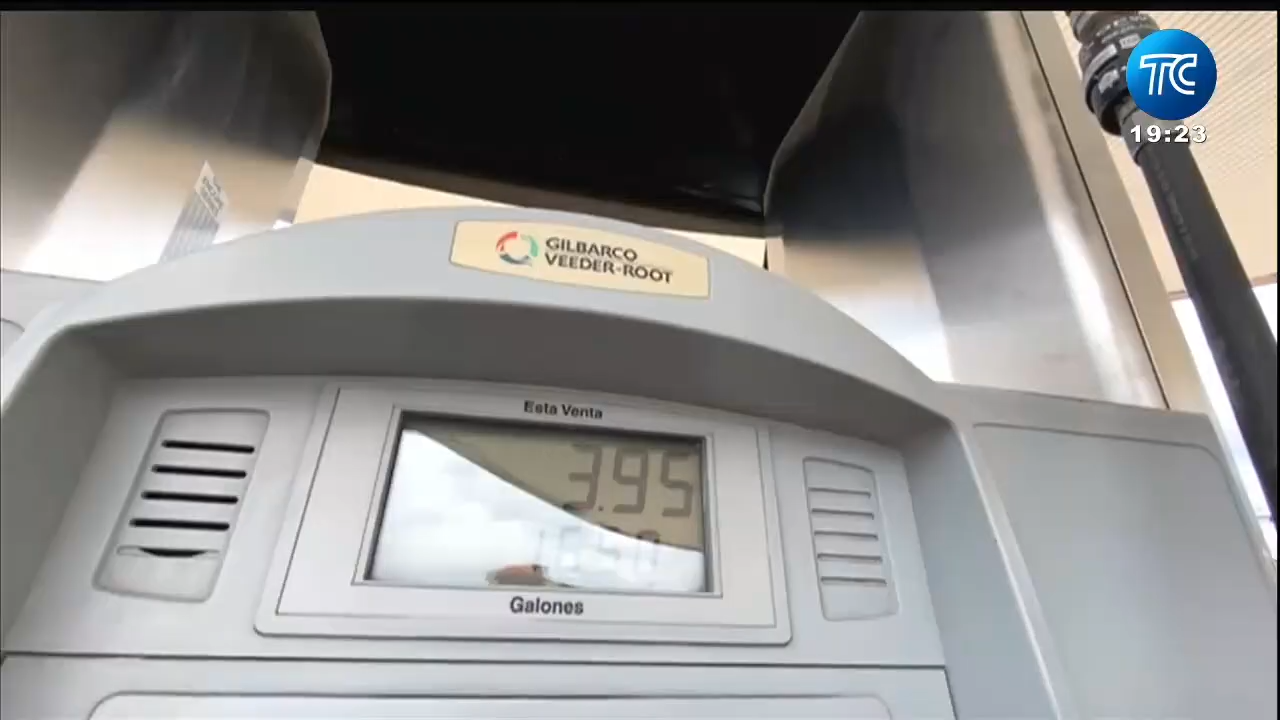 TC
19:23
GILBARCO
VEEDER-ROOT
Esta Venta
3.95
Galones